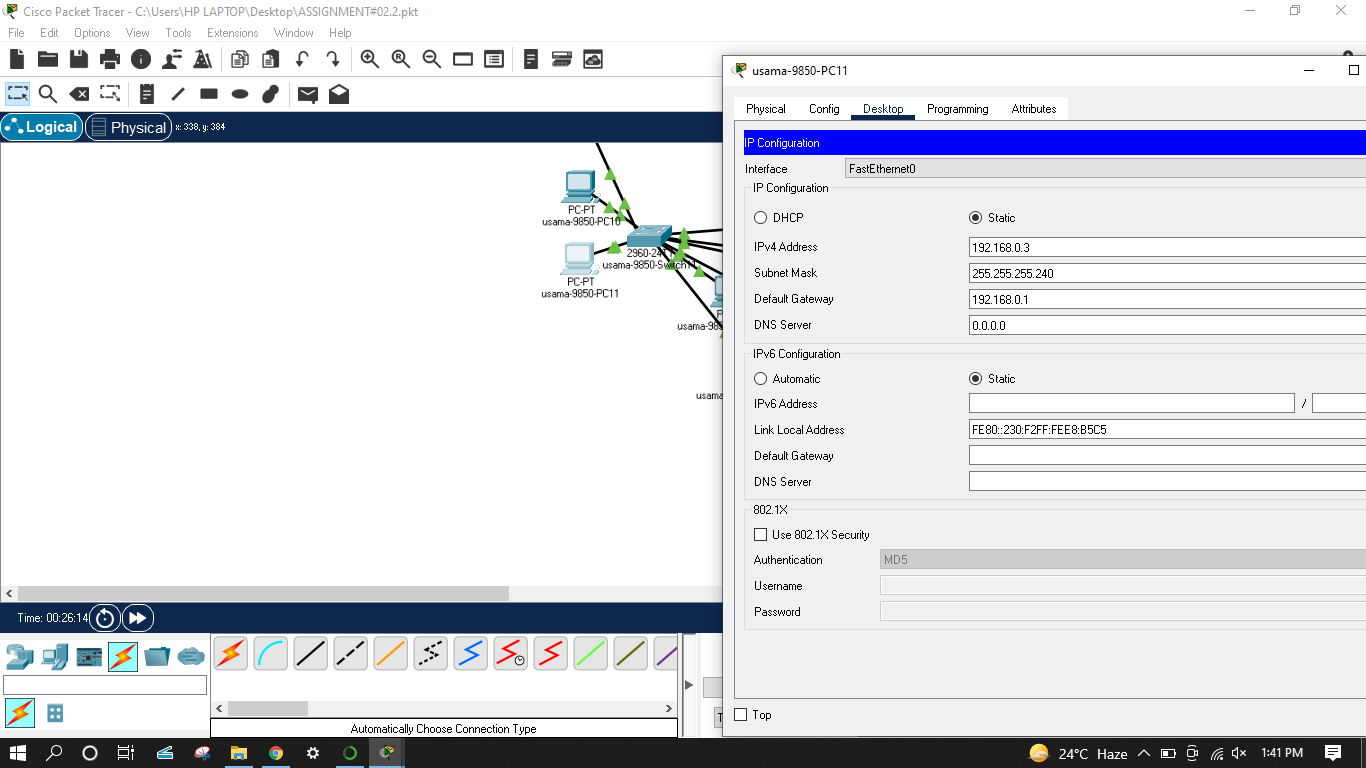 Cisco Packet Tracer - C:\Users\HP LAPTOP\Desktop\ASSIGNMENT#02.2.pkt
File Edit Options View Tools Extensions Window Help
Logical Physical x: 338, y: 384
PC-PT
usama-9850-PC10
2960-24
usama-9850-Switch11
PC-PT
usama-9850-PC11
P
usama-98
usama
Time: 00:26:14
Automatically Choose Connection Type
usama-9850-PC11
Physical Config Desktop Programming Attributes
IP Configuration
Interface FastEthernet0
IP Configuration
DHCP Static
IPv4 Address 192.168.0.3
Subnet Mask 255.255.255.240
Default Gateway 192.168.0.1
DNS Server 0.0.0.0
IPv6 Configuration
Automatic Static
IPv6 Address /
Link Local Address FE80::230:F2FF:FEE8:B5C5
Default Gateway
DNS Server
802.1X
Use 802.1X Security
Authentication MD5
Username
Password
Top
T
24°C Haze 1:41 PM